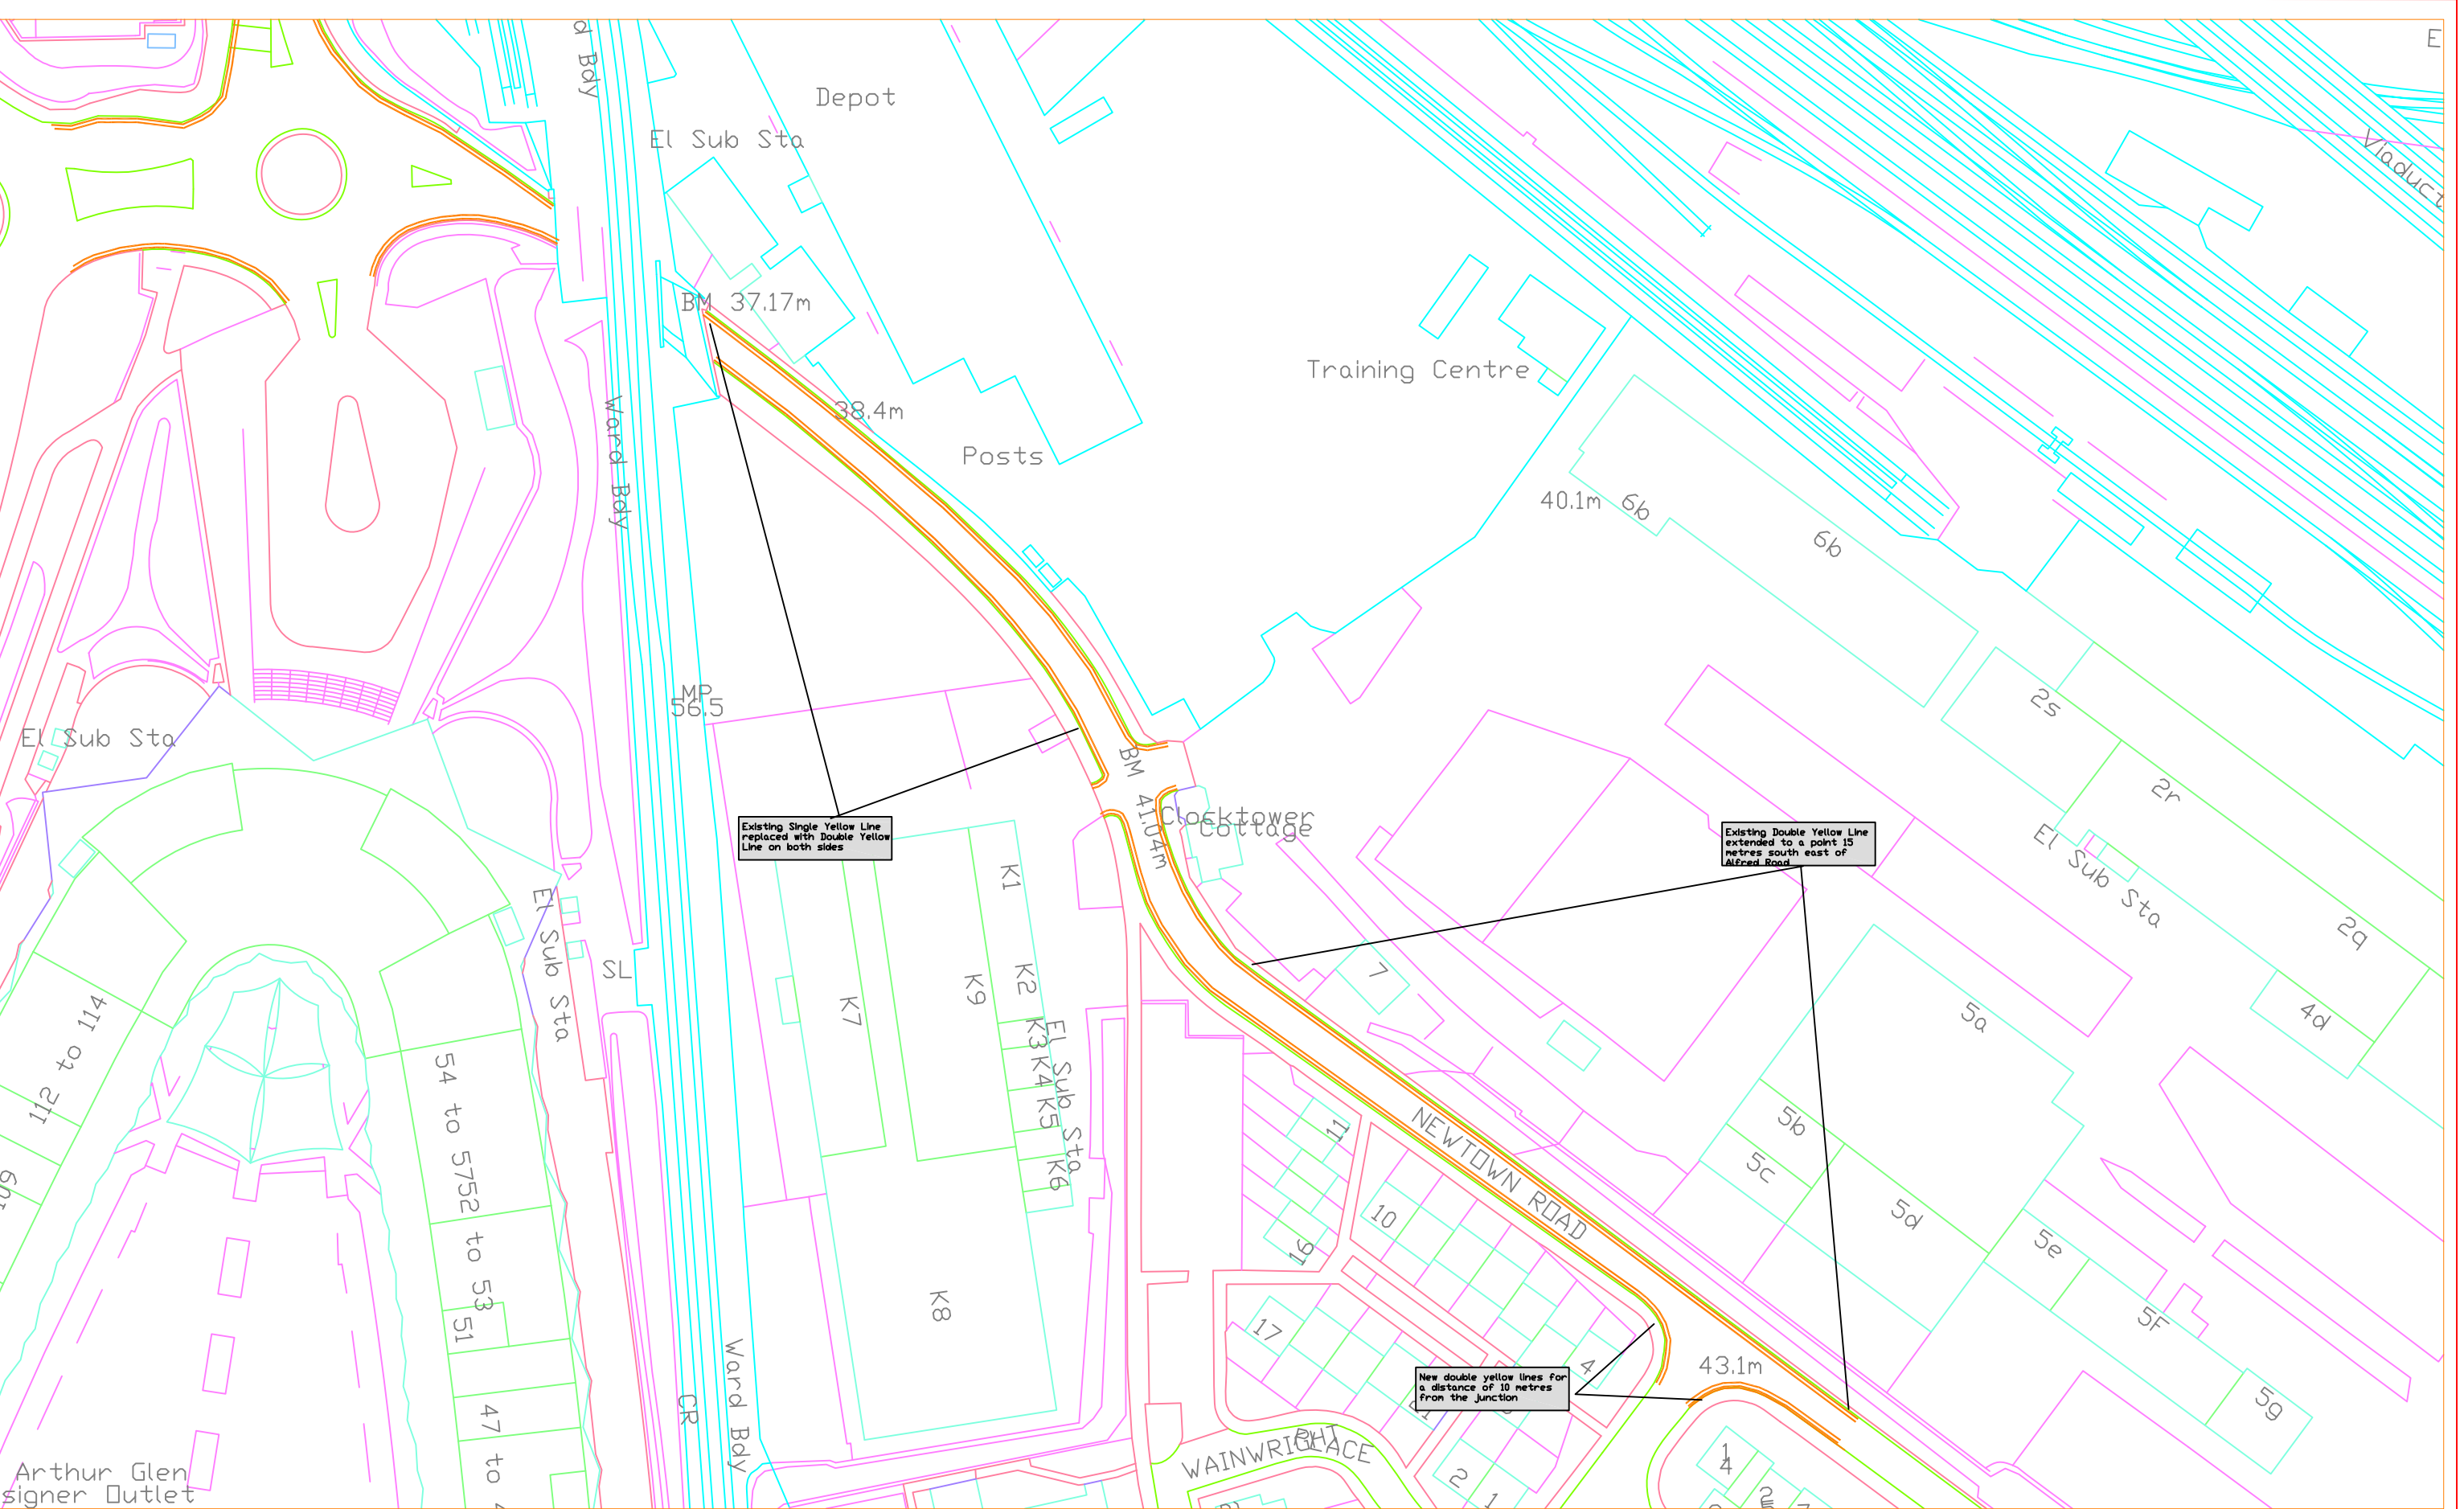 d Bdy
Depot
El Sub Sta
E
Viaduct
BM 37.17m
Training Centre
38.4m
Ward Bdy
Posts
40.1m
6b
6b
MP
56.5
2s
El Sub Sta
BM 41.04m
2r
Clocktower
Cottage
Existing Single Yellow Line
replaced with Double Yellow
Line on both sides
Existing Double Yellow Line
extended to a point 15
metres south east of
Alfred Road
El Sub Sta
K1
2q
El Sub Sta
SL
7
K2
K9
K7
5a
4d
112 to 114
K3
El Sub Sta
K4
54 to 57
K5
11
NEWTOWN ROAD
5b
5c
K6
52 to 53
10
5d
16
5e
K8
51
17
5F
Ward Bdy
4
43.1m
New double yellow lines for
a distance of 10 metres
from the junction
CR
47 to
5g
WAINWRIGHT
PLACE
1
4
2
1
Arthur Glen
signer Outlet